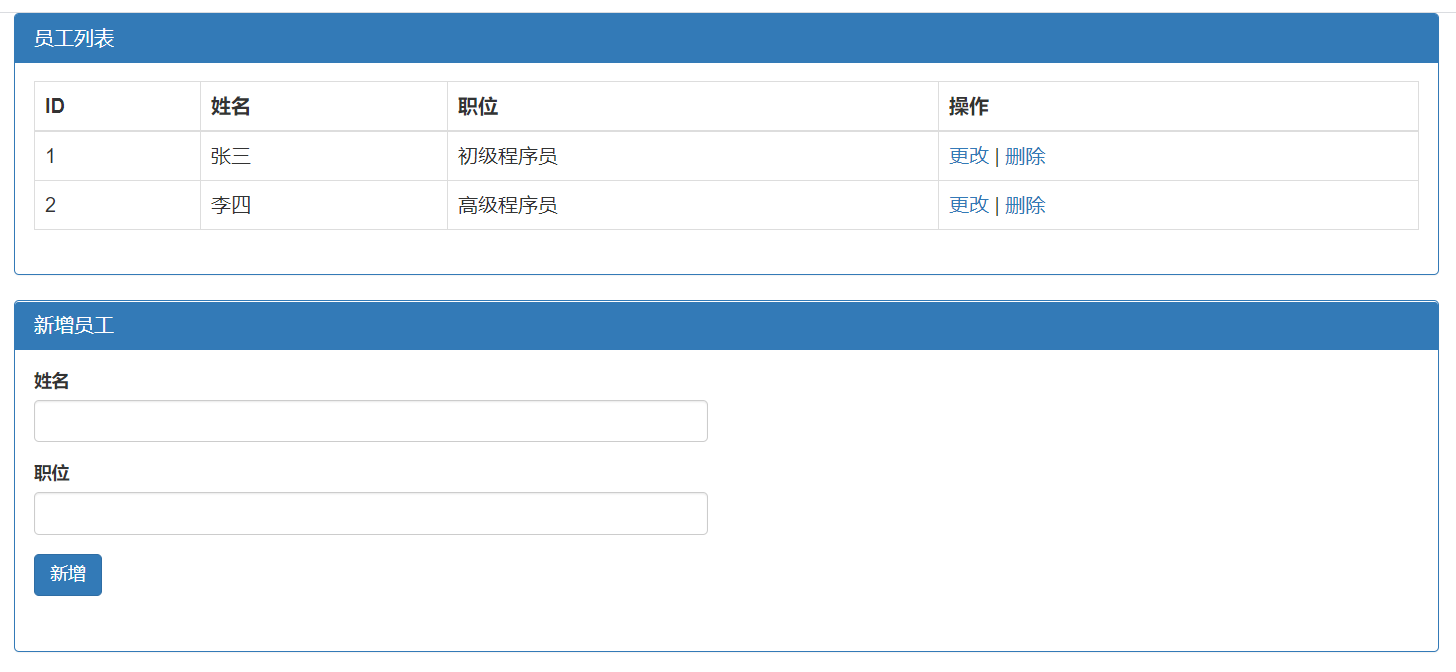 员工列表
ID 姓名 职位 操作
1 张三 初级程序员 更改 | 删除
2 李四 高级程序员 更改 | 删除
新增员工
姓名
职位
新增